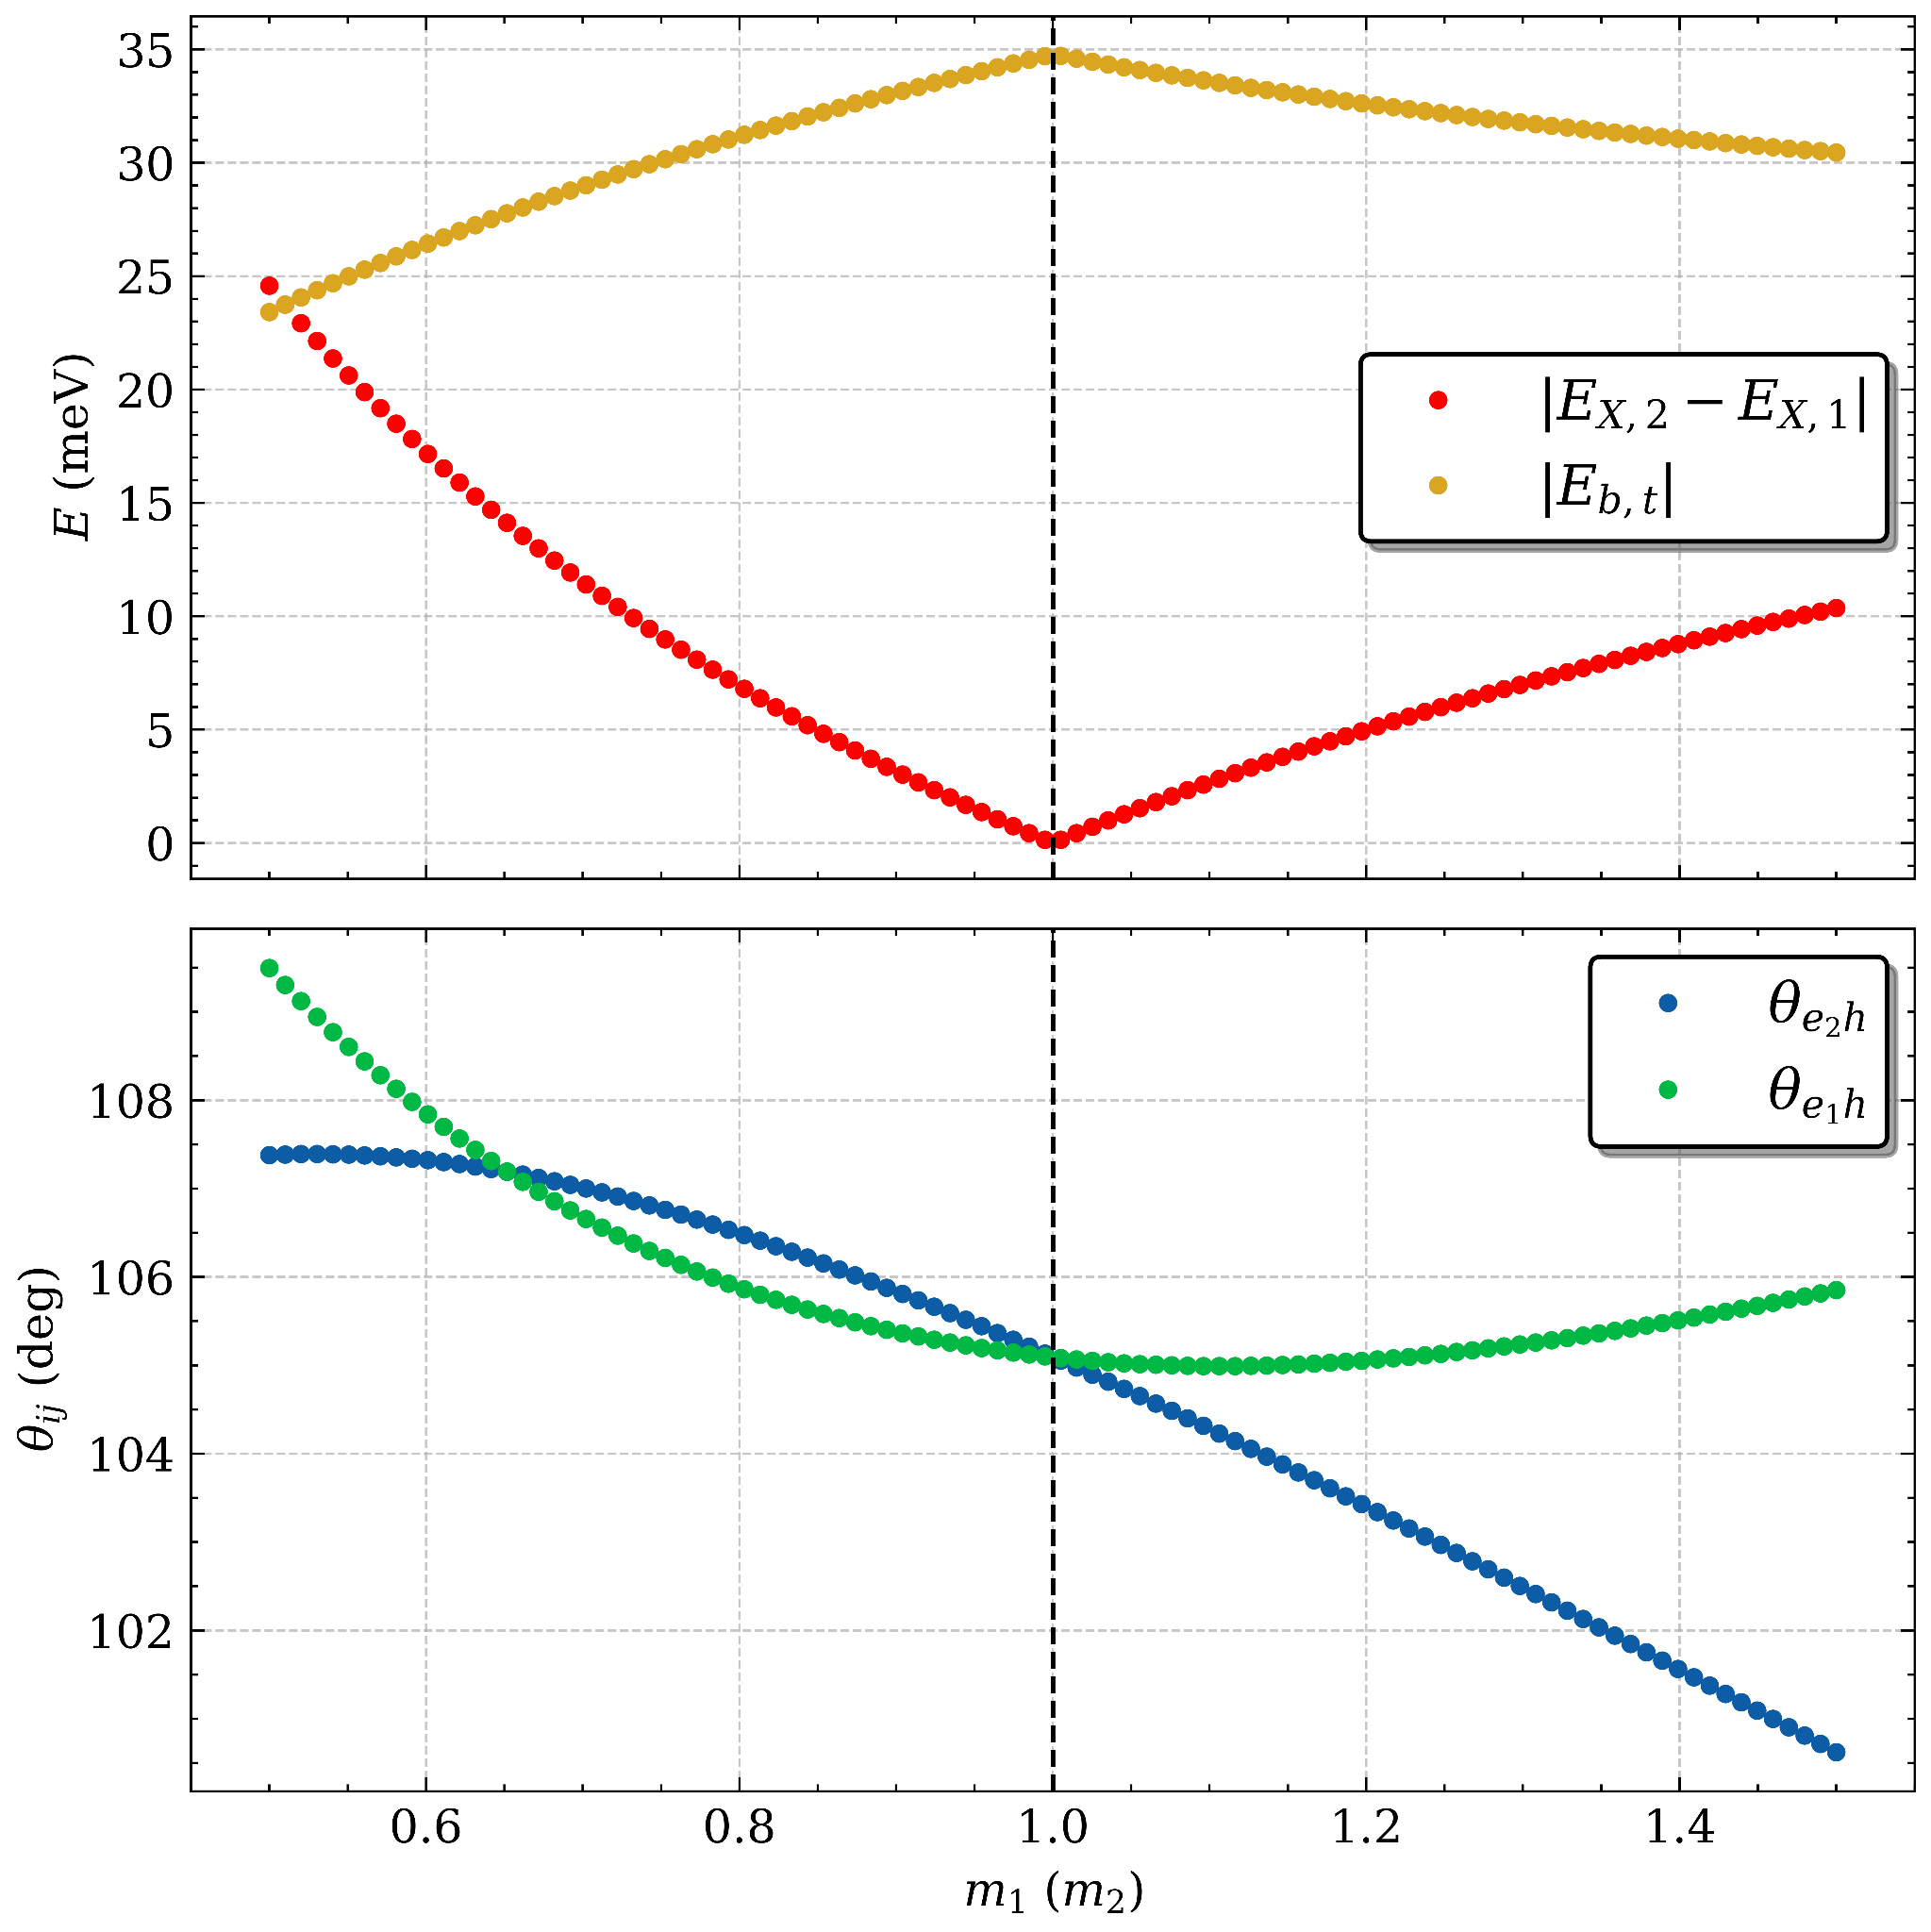 35
30
25
20
15
10
5
0
E (meV)
|E_{X,2} − E_{X,1}|
|E_{b,t}|
108
106
104
102
θ_{ij} (deg)
θ_{e_2h}
θ_{e_1h}
0.6 0.8 1.0 1.2 1.4
m_1 (m_2)